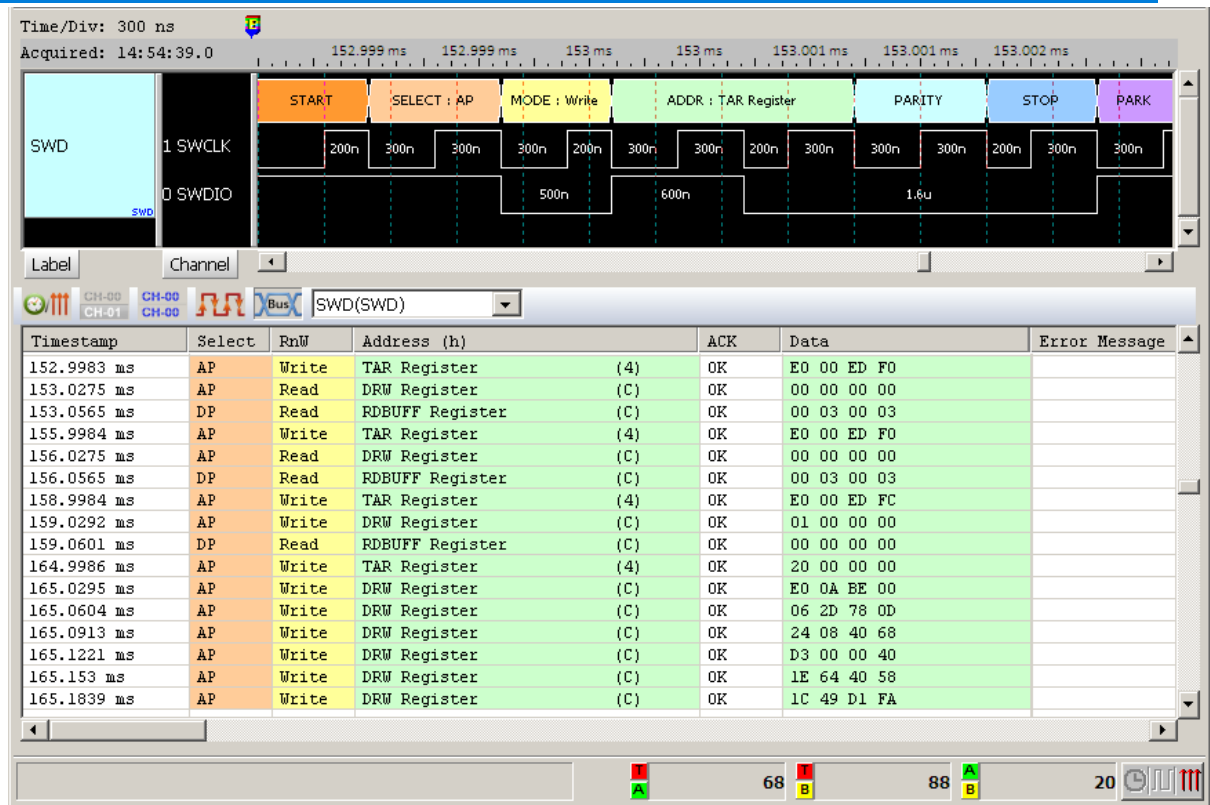 Time/Div: 300 ns
B
Acquired: 14:54:39.0 152.999 ms 152.999 ms 153 ms 153 ms 153.001 ms 153.001 ms 153.002 ms
START SELECT : AP MODE : Write ADDR : TAR Register PARITY STOP PARK
SWD 1 SWCLK 200n 300n 300n 300n 200n 300n 300n 200n 300n 300n 300n 200n 300n 300n
0 SWDIO 500n 600n 1.6u
SWD
Label Channel
CH-00 CH-00
CH-01 CH-00 Bus SWD(SWD)
Timestamp Select RnW Address (h) ACK Data Error Message
152.9983 ms AP Write TAR Register (4) OK E0 00 ED F0
153.0275 ms AP Read DRW Register (C) OK 00 00 00 00
153.0565 ms DP Read RDBUFF Register (C) OK 00 03 00 03
155.9984 ms AP Write TAR Register (4) OK E0 00 ED F0
156.0275 ms AP Read DRW Register (C) OK 00 00 00 00
156.0565 ms DP Read RDBUFF Register (C) OK 00 03 00 03
158.9984 ms AP Write TAR Register (4) OK E0 00 ED FC
159.0292 ms AP Write DRW Register (C) OK 01 00 00 00
159.0601 ms DP Read RDBUFF Register (C) OK 00 00 00 00
164.9986 ms AP Write TAR Register (4) OK 20 00 00 00
165.0295 ms AP Write DRW Register (C) OK E0 0A BE 00
165.0604 ms AP Write DRW Register (C) OK 06 2D 78 0D
165.0913 ms AP Write DRW Register (C) OK 24 08 40 68
165.1221 ms AP Write DRW Register (C) OK D3 00 00 40
165.153 ms AP Write DRW Register (C) OK 1E 64 40 58
165.1839 ms AP Write DRW Register (C) OK 1C 49 D1 FA
T A 68 T B 88 A B 20